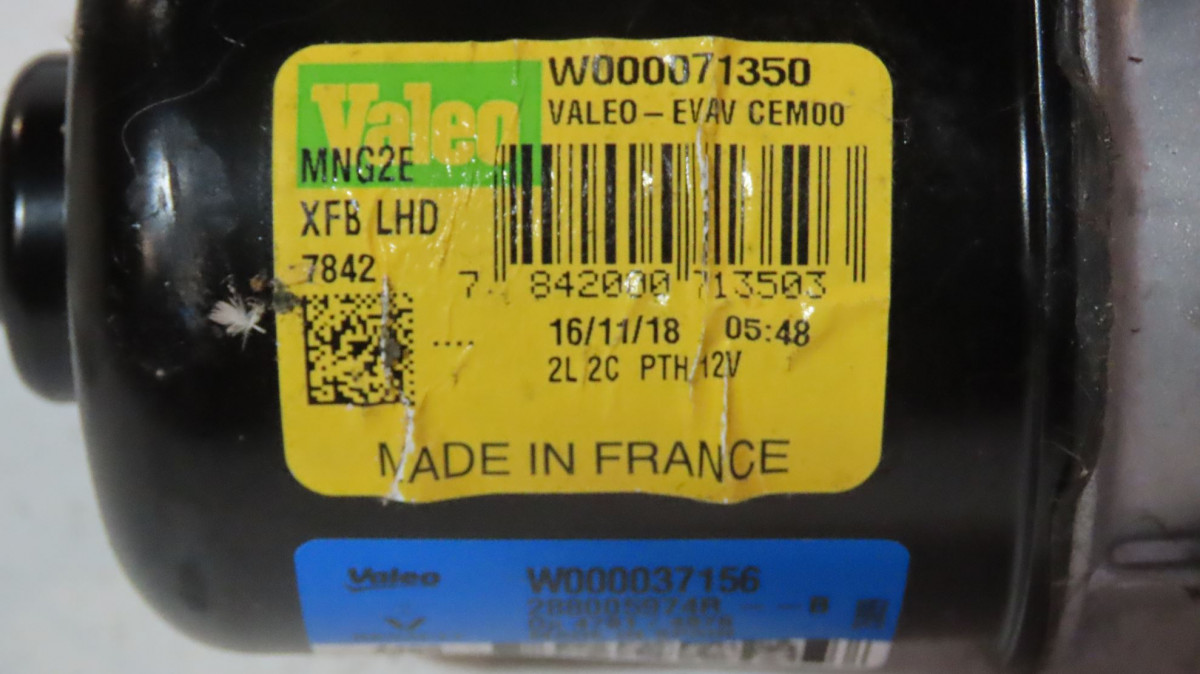 Valeo
W000071350
VALEO – EVAV CEM00
MNG2E
XFB LHD
7842
7 842000 713503
16/11/18 05:48
2L 2C PTH 12V
MADE IN FRANCE
Valeo
W000037156